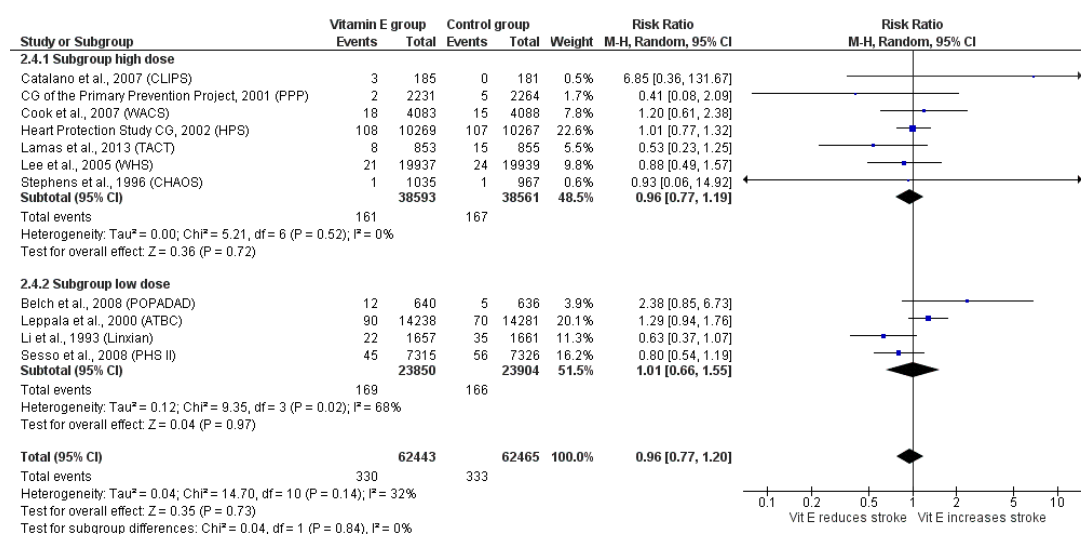 Vitamin E group Control group Risk Ratio Risk Ratio
Study or Subgroup Events Total Events Total Weight M-H, Random, 95% CI M-H, Random, 95% CI
2.4.1 Subgroup high dose
Catalano et al., 2007 (CLIPS) 3 185 0 181 0.5% 6.85 [0.36, 131.67]
CG of the Primary Prevention Project, 2001 (PPP) 2 2231 5 2264 1.7% 0.41 [0.08, 2.09]
Cook et al., 2007 (WACS) 18 4083 15 4088 7.8% 1.20 [0.61, 2.38]
Heart Protection Study CG, 2002 (HPS) 108 10269 107 10267 22.6% 1.01 [0.77, 1.32]
Lamas et al., 2013 (TACT) 8 853 15 855 5.1% 0.53 [0.23, 1.25]
Lee et al., 2005 (WHS) 21 19937 24 19939 9.8% 0.88 [0.49, 1.57]
Stephens et al., 1996 (CHAOS) 1 1035 1 967 0.6% 0.93 [0.06, 14.92]
Subtotal (95% CI) 38593 38561 48.5% 0.96 [0.77, 1.19]
Total events 161 167
Heterogeneity: Tau² = 0.00; Chi² = 5.21, df = 6 (P = 0.52); I² = 0%
Test for overall effect: Z = 0.36 (P = 0.72)
2.4.2 Subgroup low dose
Belch et al., 2008 (POPADAD) 12 640 5 636 3.9% 2.38 [0.85, 6.73]
Leppala et al., 2000 (ATBC) 90 14238 70 14281 20.1% 1.29 [0.94, 1.76]
Li et al., 1993 (Linxian) 22 1657 35 1661 11.3% 0.63 [0.37, 1.07]
Sesso et al., 2008 (PHS II) 45 7315 56 7326 16.2% 0.80 [0.54, 1.19]
Subtotal (95% CI) 23850 23904 51.5% 1.01 [0.66, 1.55]
Total events 169 166
Heterogeneity: Tau² = 0.12; Chi² = 9.35, df = 3 (P = 0.02); I² = 68%
Test for overall effect: Z = 0.04 (P = 0.97)
Total (95% CI) 62443 62465 100.0% 0.96 [0.77, 1.20]
Total events 330 333
Heterogeneity: Tau² = 0.04; Chi² = 14.70, df = 10 (P = 0.14); I² = 32%
Test for overall effect: Z = 0.35 (P = 0.73)
Test for subgroup differences: Chi² = 0.04, df = 1 (P = 0.84), I² = 0%
0.1 0.2 0.5 1 2 5 10
Vit E reduces stroke Vit E increases stroke